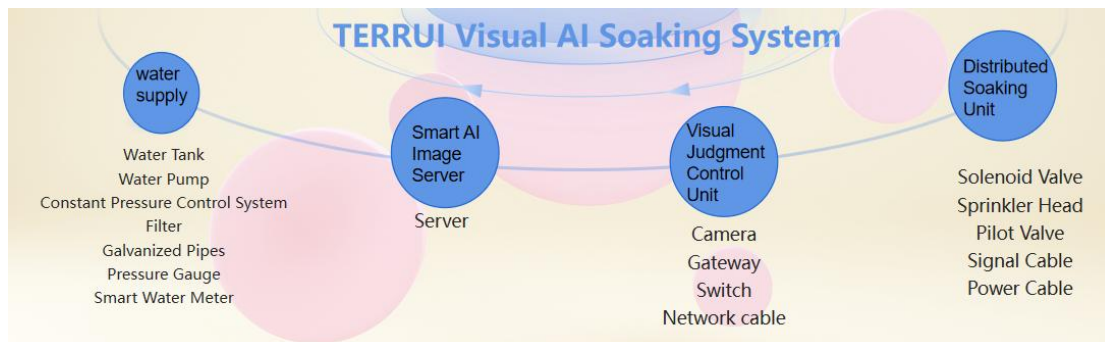 TERRUI Visual AI Soaking System
water
supply
Water Tank
Water Pump
Constant Pressure Control System
Filter
Galvanized Pipes
Pressure Gauge
Smart Water Meter
Smart AI
Image
Server
Server
Visual
Judgment
Control
Unit
Camera
Gateway
Switch
Network cable
Distributed
Soaking
Unit
Solenoid Valve
Sprinkler Head
Pilot Valve
Signal Cable
Power Cable